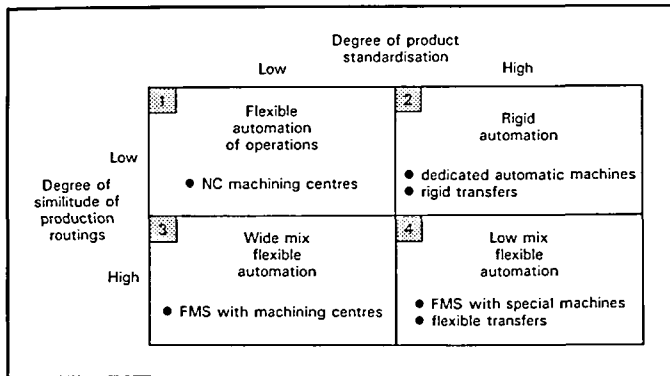 Degree of product
standardisation
Low
High
1
Flexible
automation
of operations
● NC machining centres
2
Rigid
automation
● dedicated automatic machines
● rigid transfers
Low
Degree of
similitude of
production
routings
High
3
Wide mix
flexible
automation
● FMS with machining centres
4
Low mix
flexible
automation
● FMS with special machines
● flexible transfers